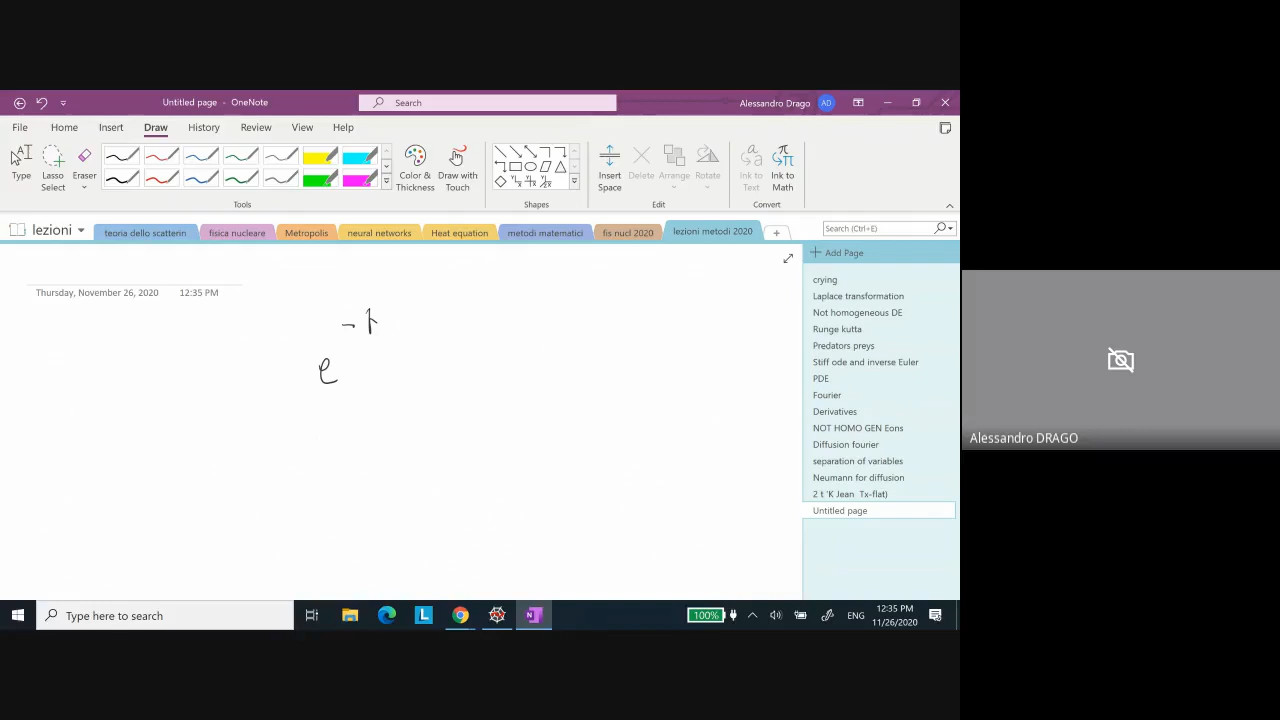 Untitled page - OneNote
Search
Alessandro Drago
AD
File Home Insert Draw History Review View Help
Type
Lasso Select
Eraser
Color & Thickness
Draw with Touch
Insert Space
Delete
Arrange
Rotate
Ink to Text
Ink to Math
Tools
Shapes
Edit
Convert
lezioni
teoria dello scatterin
fisica nucleare
Metropolis
neural networks
Heat equation
metodi matematici
fis nucl 2020
lezioni metodi 2020
Search (Ctrl+E)
Add Page
crying
Laplace transformation
Not homogeneous DE
Runge kutta
Predators preys
Stiff ode and inverse Euler
PDE
Fourier
Derivatives
NOT HOMO GEN Eons
Diffusion fourier
separation of variables
Neumann for diffusion
2 t 'K Jean Tx-flat)
Untitled page
Thursday, November 26, 2020 12:35 PM
- t
e
Alessandro DRAGO
Type here to search
100%
ENG
12:35 PM
11/26/2020